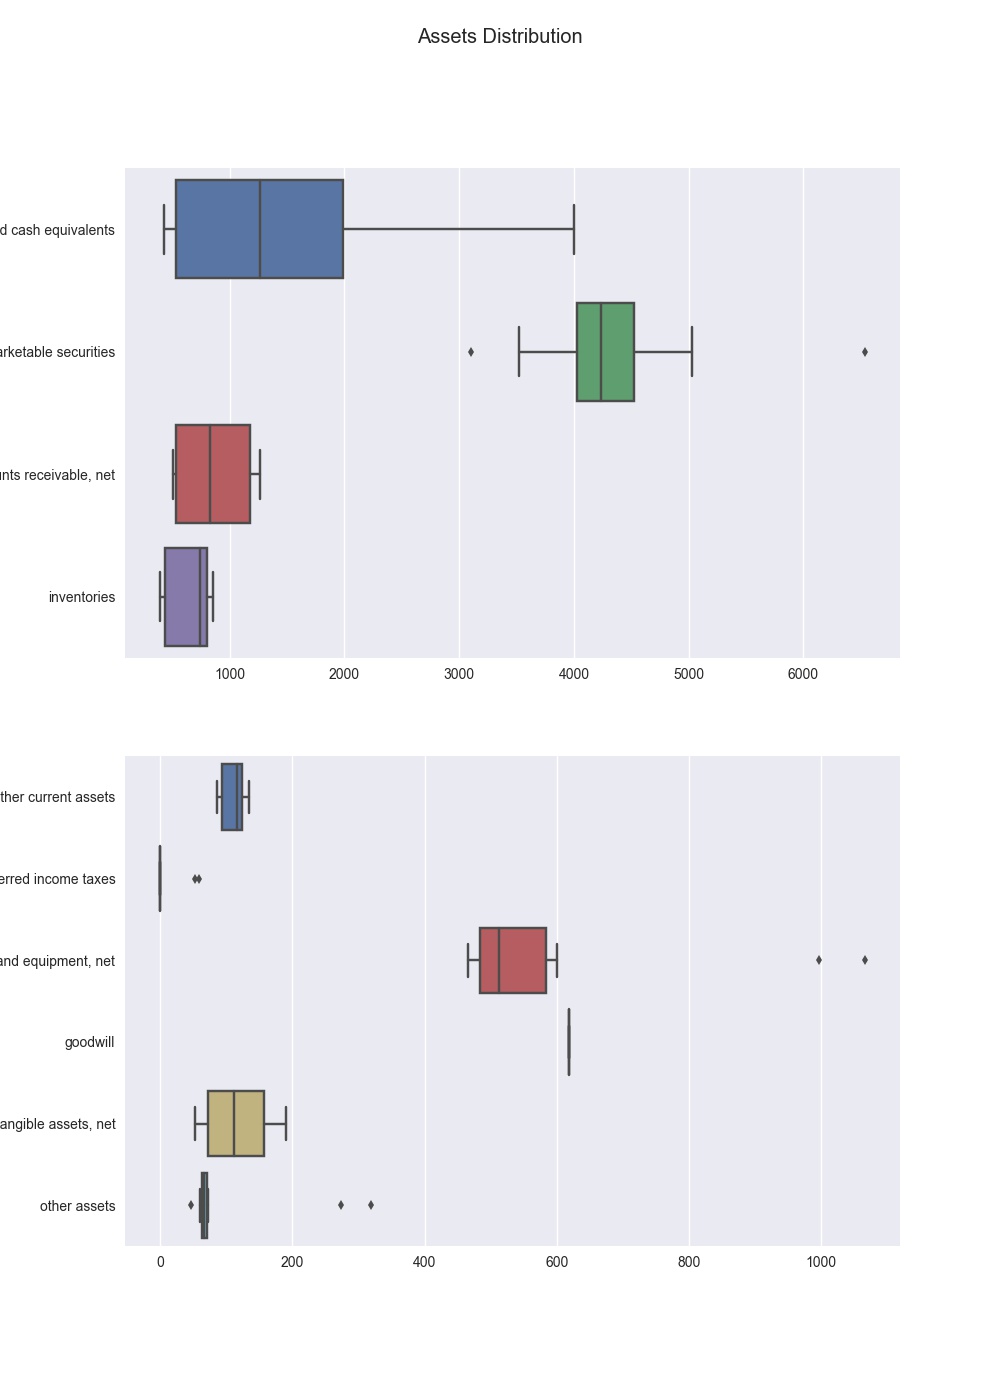 Assets Distribution
d cash equivalents
arketable securities
unts receivable, net
inventories
1000 2000 3000 4000 5000 6000
ther current assets
erred income taxes
and equipment, net
goodwill
angible assets, net
other assets
0 200 400 600 800 1000